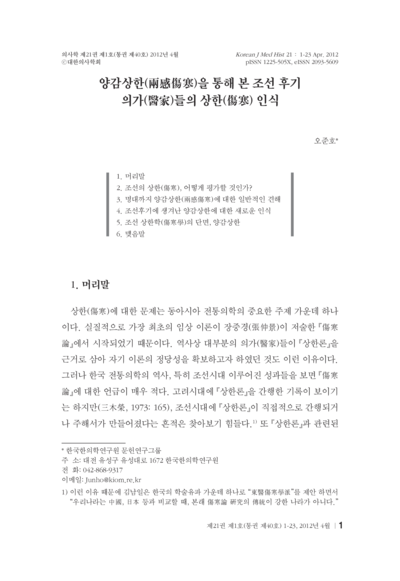 의사학 제21권 제1호(통권 제40호) 2012년 4월
Korean J Med Hist 21 : 1-23 Apr. 2012
ⓒ대한의사학회
pISSN 1225-505X, eISSN 2093-5609
양감상한(兩感傷寒)을 통해 본 조선 후기
의가(醫家)들의 상한(傷寒) 인식
오준호*
1. 머리말
2. 조선의 상한(傷寒), 어떻게 평가할 것인가?
3. 명대까지 양감상한(兩感傷寒)에 대한 일반적인 견해
4. 조선후기에 생겨난 양감상한에 대한 새로운 인식
5. 조선 상한학(傷寒學)의 단면, 양감상한
6. 맺음말
1. 머리말
상한(傷寒)에 대한 문제는 동아시아 전통의학의 중요한 주제 가운데 하나
이다. 실질적으로 가장 최초의 임상 이론이 장중경(張仲景)이 저술한 『傷寒
論』에서 시작되었기 때문이다. 역사상 대부분의 의가(醫家)들이 『상한론』을
근거로 삼아 자기 이론의 정당성을 확보하고자 하였던 것도 이런 이유이다.
그러나 한국 전통의학의 역사, 특히 조선시대 이루어진 성과들을 보면 『傷寒
論』에 대한 언급이 매우 적다. 고려시대에 『상한론』을 간행한 기록이 보이기
는 하지만(三木榮, 1973: 165), 조선시대에 『상한론』이 직접적으로 간행되거
나 주해서가 만들어졌다는 흔적은 찾아보기 힘들다.1) 또 『상한론』과 관련된
* 한국한의학연구원 문헌연구그룹
주 소: 대전 유성구 유성대로 1672 한국한의학연구원
전 화: 042-868-9317
이메일: Junho@kiom.re.kr
1) 이런 이유 때문에 김남일은 한국의 학술유파 가운데 하나로 "東醫傷寒學派"를 제안 하면서
"우리나라는 中國, 日本 등과 비교할 때, 본래 傷寒論 硏究의 傳統이 강한 나라가 아니다."
제21권 제1호(통권 제40호) 1-23, 2012년 4월 | 1